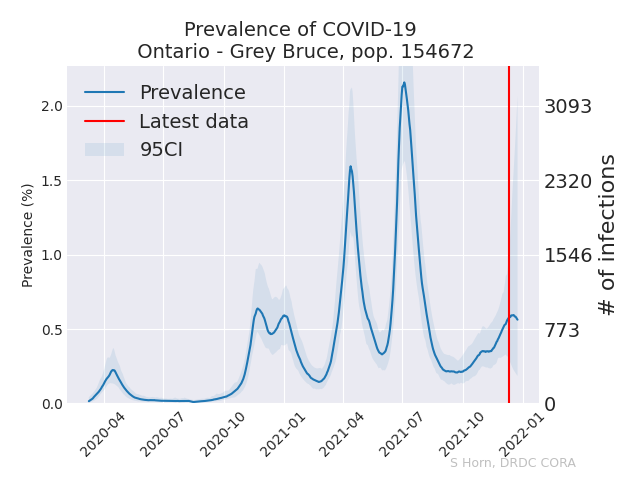 Prevalence of COVID-19
Ontario - Grey Bruce, pop. 154672
Prevalence
Latest data
95CI
Prevalence (%)
2.0
1.5
1.0
0.5
0.0
3093
2320
1546
773
0
# of infections
2020-04
2020-07
2020-10
2021-01
2021-04
2021-07
2021-10
2022-01
S Horn, DRDC CORA